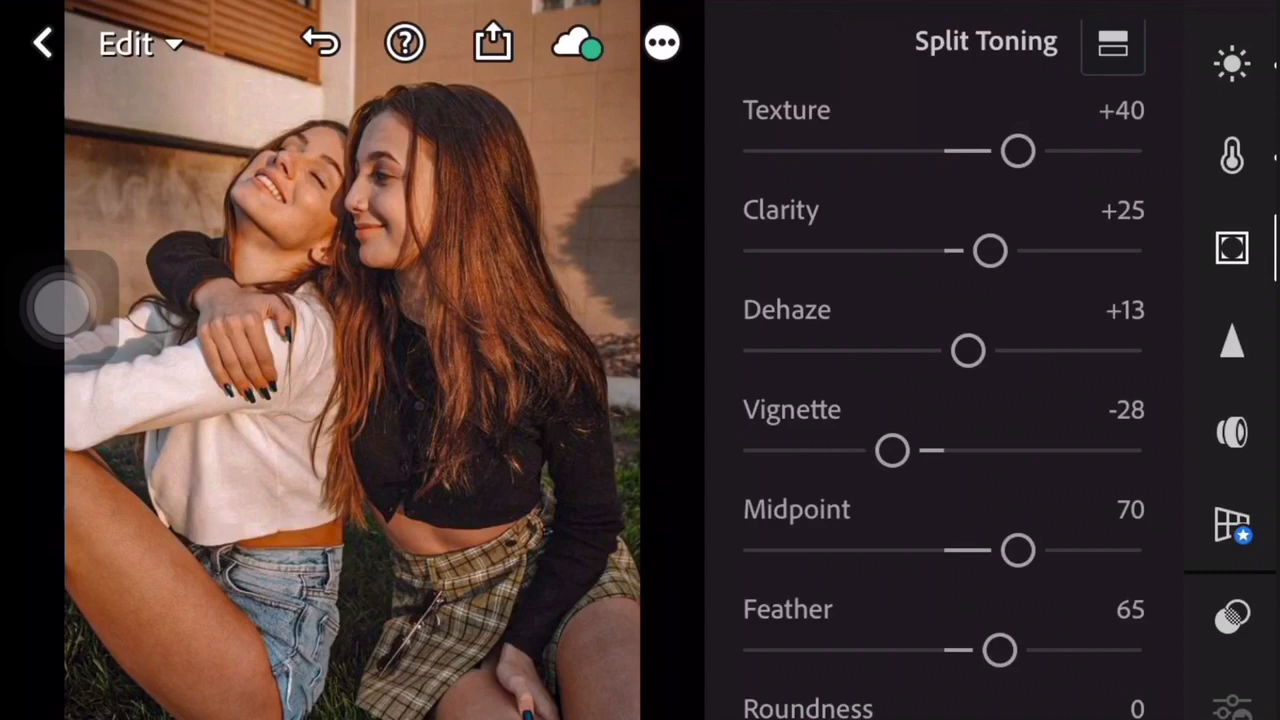 Edit
Split Toning
Texture +40
Clarity +25
Dehaze +13
Vignette -28
Midpoint 70
Feather 65
Roundness 0